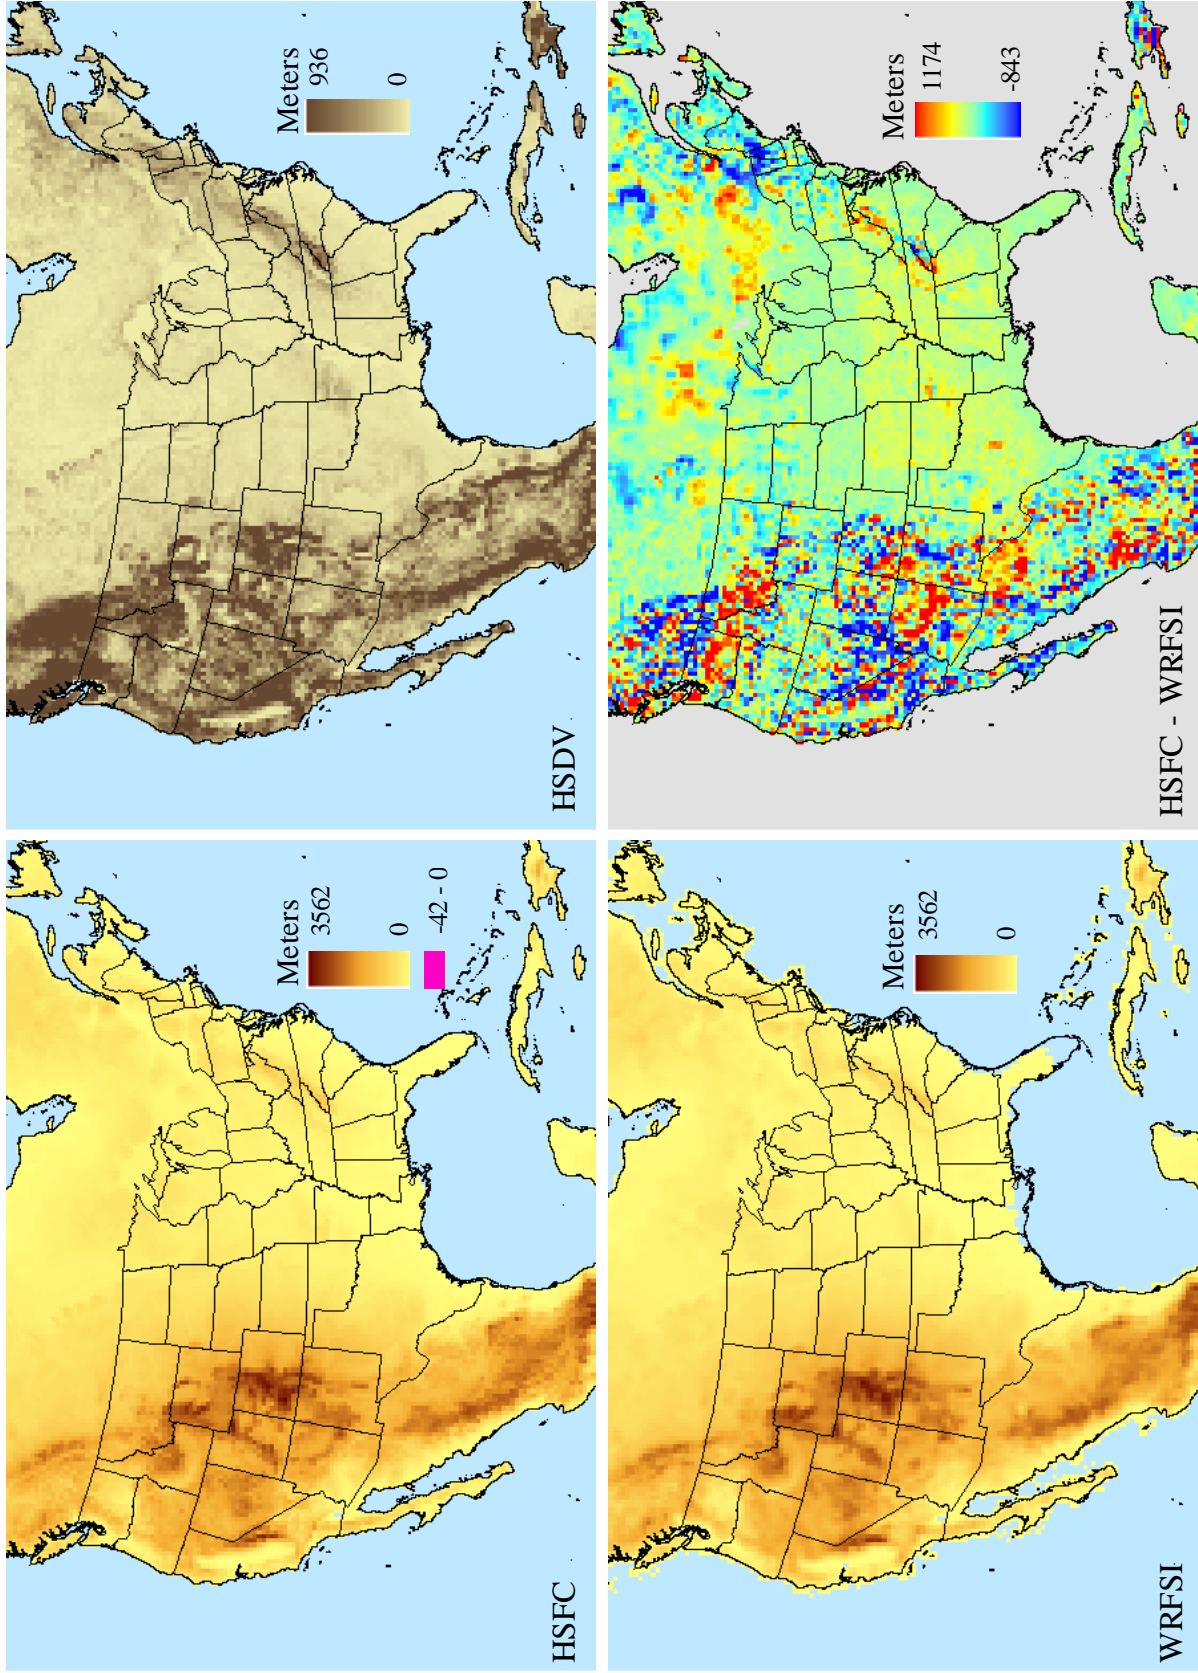 HSFC
Meters
3562
0
-42 - 0
HSDV
Meters
936
0
WRFSI
Meters
3562
0
HSFC - WRFSI
Meters
1174
-843